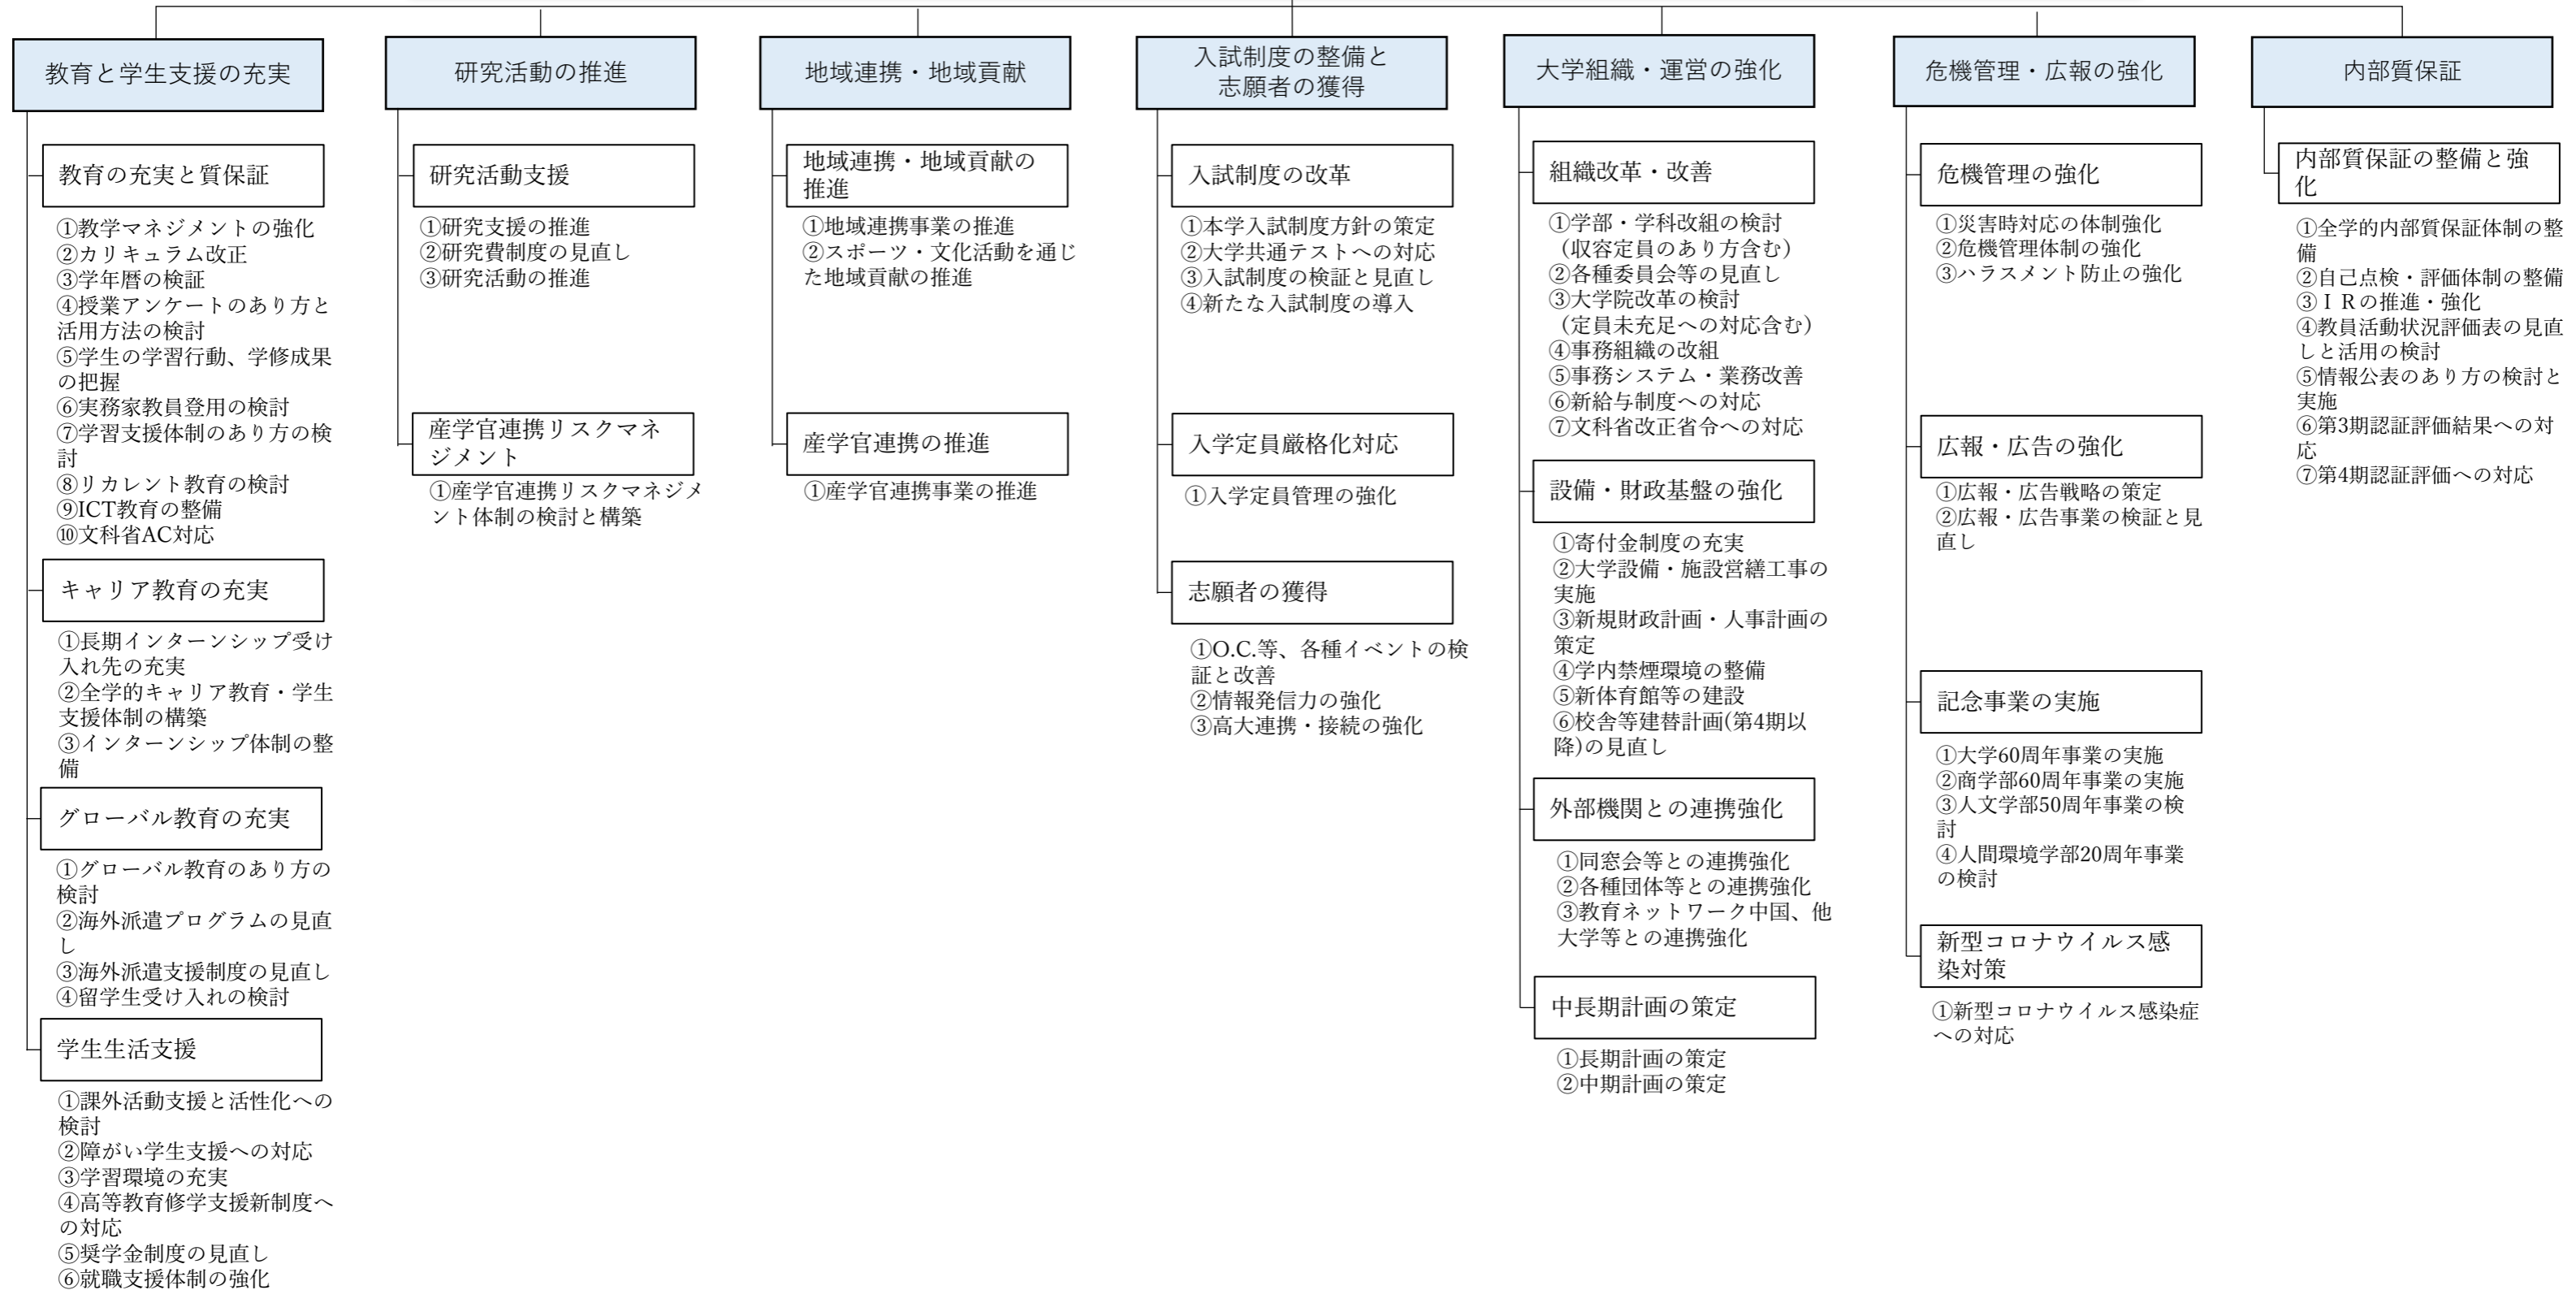 教育と学生支援の充実
教育の充実と質保証
①教学マネジメントの強化
②カリキュラム改正
③学年暦の検証
④授業アンケートのあり方と
活用方法の検討
⑤学生の学習行動、学修成果
の把握
⑥実務家教員登用の検討
⑦学習支援体制のあり方の検
討
⑧リカレント教育の検討
⑨ICT教育の整備
⑩文科省AC対応
キャリア教育の充実
①長期インターンシップ受け
入れ先の充実
②全学的キャリア教育・学生
支援体制の構築
③インターンシップ体制の整
備
グローバル教育の充実
①グローバル教育のあり方の
検討
②海外派遣プログラムの見直
し
③海外派遣支援制度の見直し
④留学生受け入れの検討
学生生活支援
①課外活動支援と活性化への
検討
②障がい学生支援への対応
③学習環境の充実
④高等教育修学支援新制度へ
の対応
⑤奨学金制度の見直し
⑥就職支援体制の強化
研究活動の推進
研究活動支援
①研究支援の推進
②研究費制度の見直し
③研究活動の推進
産学官連携リスクマネ
ジメント
①産学官連携リスクマネジメ
ント体制の検討と構築
地域連携・地域貢献
地域連携・地域貢献の
推進
①地域連携事業の推進
②スポーツ・文化活動を通じ
た地域貢献の推進
産学官連携の推進
①産学官連携事業の推進
入試制度の整備と
志願者の獲得
入試制度の改革
①本学入試制度方針の策定
②大学共通テストへの対応
③入試制度の検証と見直し
④新たな入試制度の導入
入学定員厳格化対応
①入学定員管理の強化
志願者の獲得
①O.C.等、各種イベントの検
証と改善
②情報発信力の強化
③高大連携・接続の強化
大学組織・運営の強化
組織改革・改善
①学部・学科改組の検討
（収容定員のあり方含む）
②各種委員会等の見直し
③大学院改革の検討
（定員未充足への対応含む）
④事務組織の改組
⑤事務システム・業務改善
⑥新給与制度への対応
⑦文科省改正省令への対応
設備・財政基盤の強化
①寄付金制度の充実
②大学設備・施設営繕工事の
実施
③新規財政計画・人事計画の
策定
④学内禁煙環境の整備
⑤新体育館等の建設
⑥校舎等建替計画(第4期以
降)の見直し
外部機関との連携強化
①同窓会等との連携強化
②各種団体等との連携強化
③教育ネットワーク中国、他
大学等との連携強化
中長期計画の策定
①長期計画の策定
②中期計画の策定
危機管理・広報の強化
危機管理の強化
①災害時対応の体制強化
②危機管理体制の強化
③ハラスメント防止の強化
広報・広告の強化
①広報・広告戦略の策定
②広報・広告事業の検証と見
直し
記念事業の実施
①大学60周年事業の実施
②商学部60周年事業の実施
③人文学部50周年事業の検
討
④人間環境学部20周年事業
の検討
新型コロナウイルス感
染対策
①新型コロナウイルス感染症
への対応
内部質保証
内部質保証の整備と強
化
①全学的内部質保証体制の整
備
②自己点検・評価体制の整備
③ＩＲの推進・強化
④教員活動状況評価表の見直
しと活用の検討
⑤情報公表のあり方の検討と
実施
⑥第3期認証評価結果への対
応
⑦第4期認証評価への対応